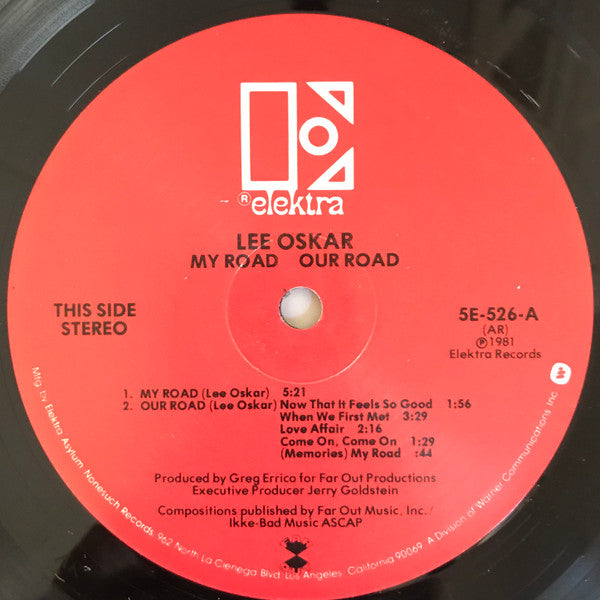 ® elektra
LEE OSKAR
MY ROAD OUR ROAD
THIS SIDE
STEREO
5E-526-A
(AR)
℗ 1981
Elektra Records
1. MY ROAD (Lee Oskar) 5:21
2. OUR ROAD (Lee Oskar) Now That it Feels So Good 1:56
When We First Met 3:29
Love Affair 2:16
Come On, Come On 1:29
(Memories) My Road :44
Produced by Greg Errico for Far Out Productions
Executive Producer Jerry Goldstein
Compositions published by Far Out Music, Inc./
Ikke-Bad Music ASCAP
Mfg by Elektra Asylum Nonesuch Records, 962 North La Cienega Blvd. Los Angeles, California 90069 A Division of Warner Communications Inc.